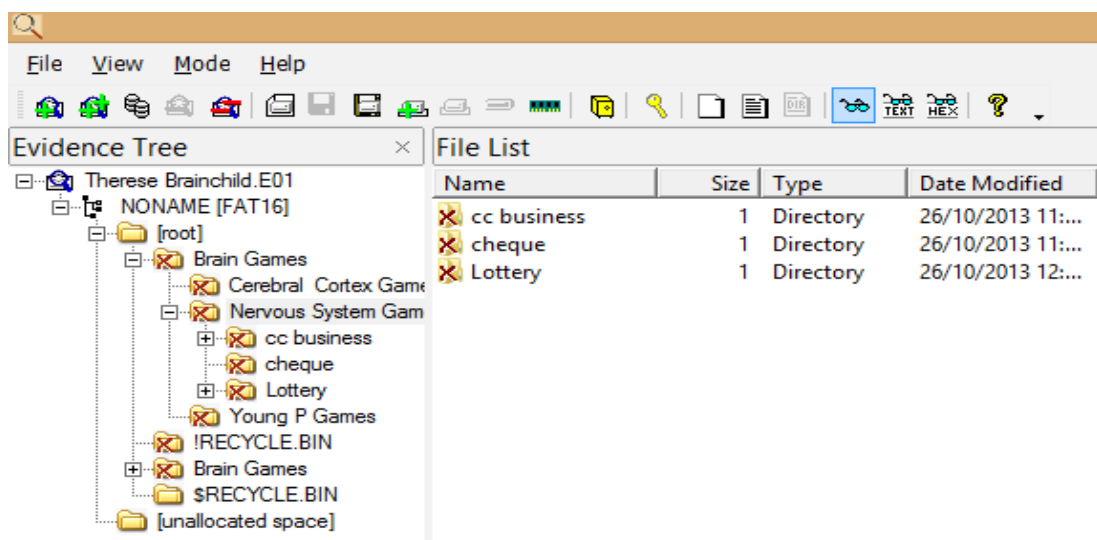 File View Mode Help
DIR TEXT HEX
Evidence Tree
Therese Brainchild.E01
NONAME [FAT16]
[root]
Brain Games
Cerebral Cortex Game
Nervous System Gam
cc business
cheque
Lottery
Young P Games
!RECYCLE.BIN
Brain Games
$RECYCLE.BIN
[unallocated space]
File List
Name Size Type Date Modified
cc business 1 Directory 26/10/2013 11:...
cheque 1 Directory 26/10/2013 11:...
Lottery 1 Directory 26/10/2013 12:...